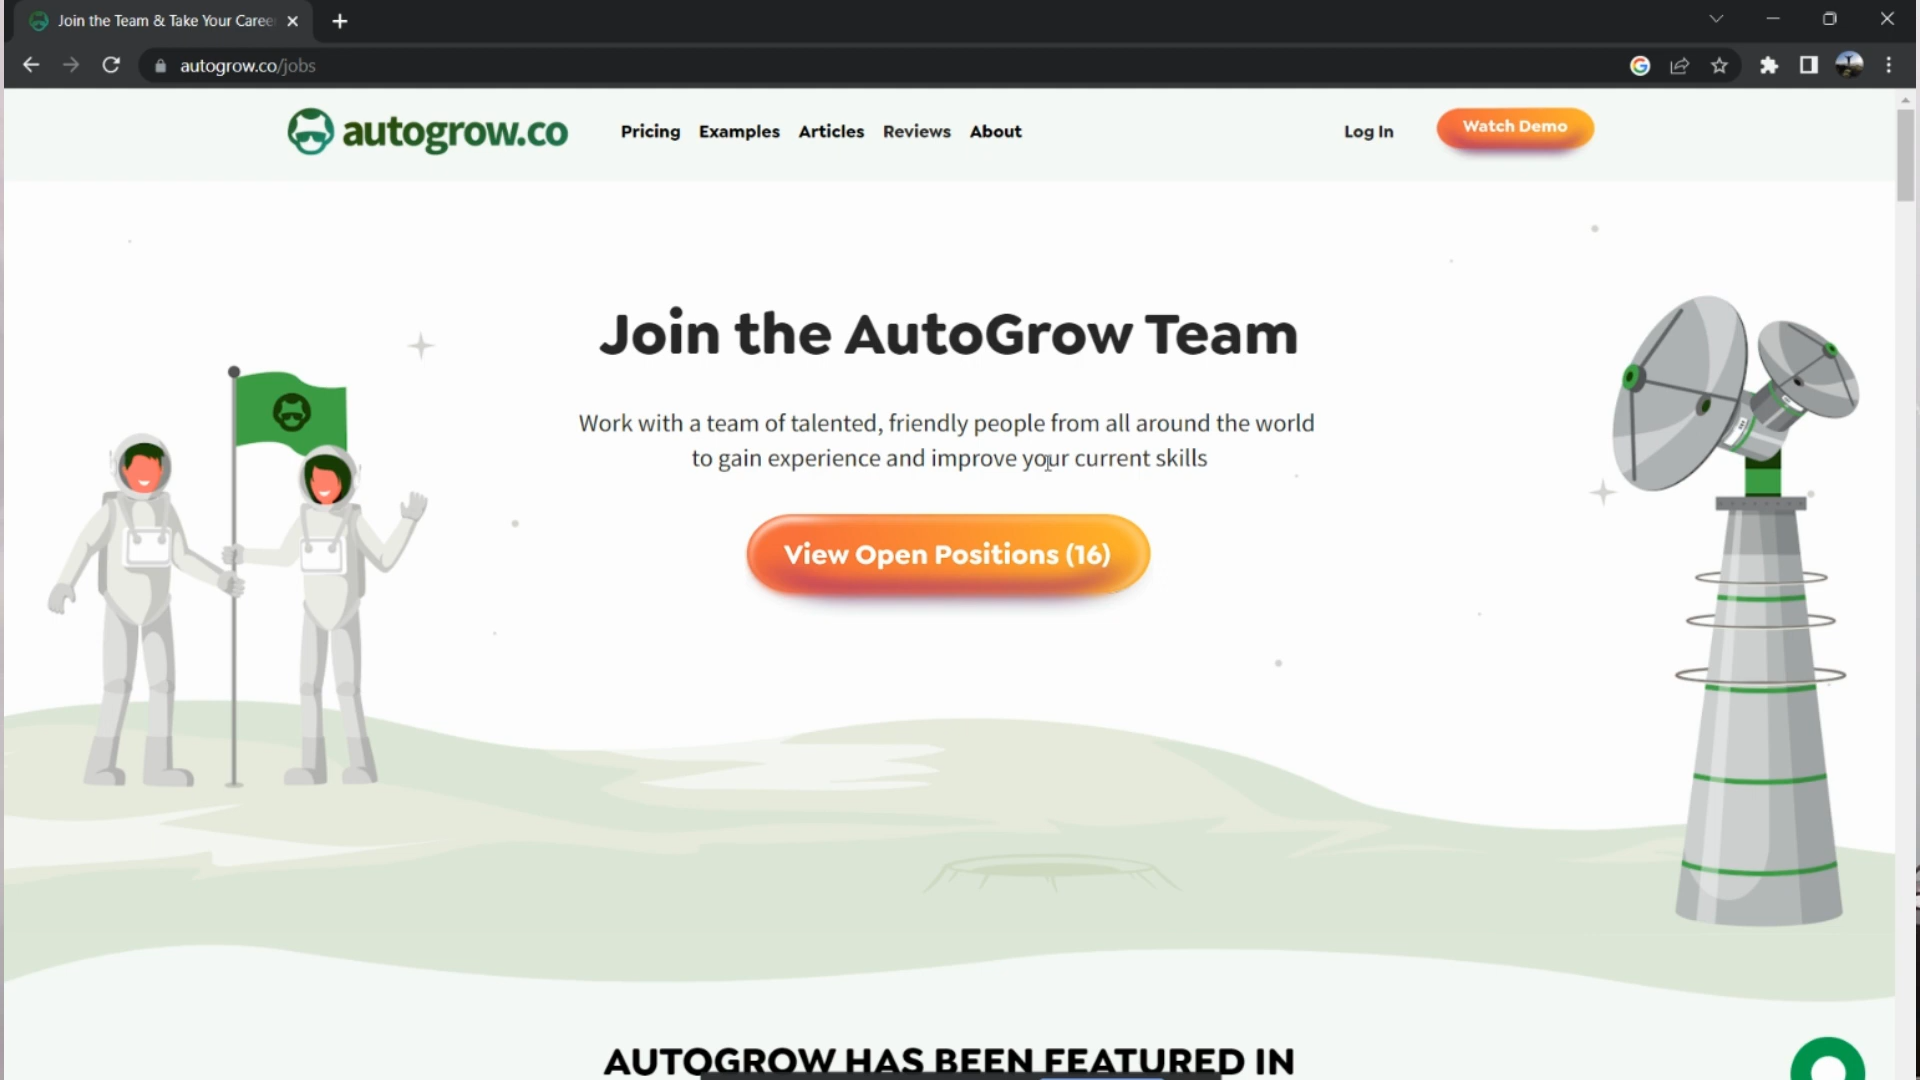 Join the Team & Take Your Caree
autogrow.co/jobs
autogrow.co
Pricing Examples Articles Reviews About
Log In
Watch Demo
Join the AutoGrow Team
Work with a team of talented, friendly people from all around the world
to gain experience and improve your current skills
View Open Positions (16)
AUTOGROW HAS BEEN FEATURED IN